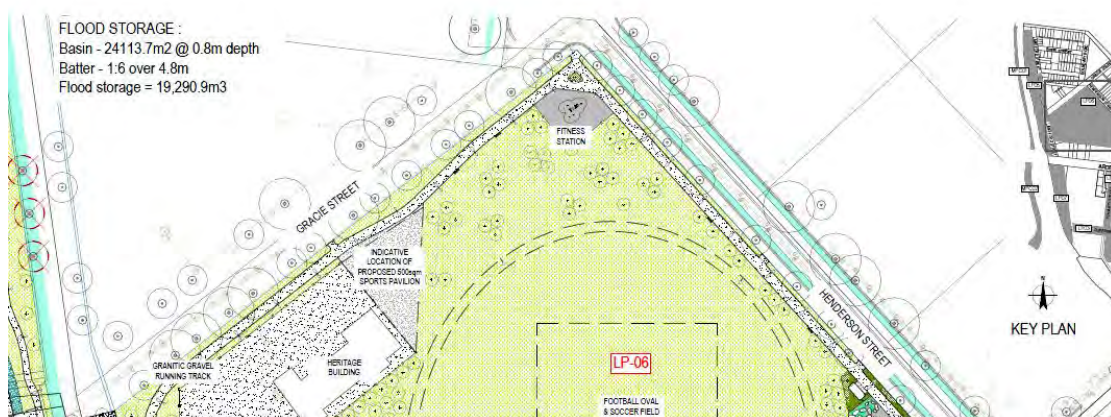 FLOOD STORAGE :
Basin - 24113.7m2 @ 0.8m depth
Batter - 1:6 over 4.8m
Flood storage = 19,290.9m3
FITNESS
STATION
GRACIE STREET
INDICATIVE
LOCATION OF
PROPOSED 500sqm
SPORTS PAVILION
HENDERSON STREET
N
KEY PLAN
GRANITIC GRAVEL
RUNNING TRACK
HERITAGE
BUILDING
LP-06
FOOTBALL OVAL
& SOCCER FIELD